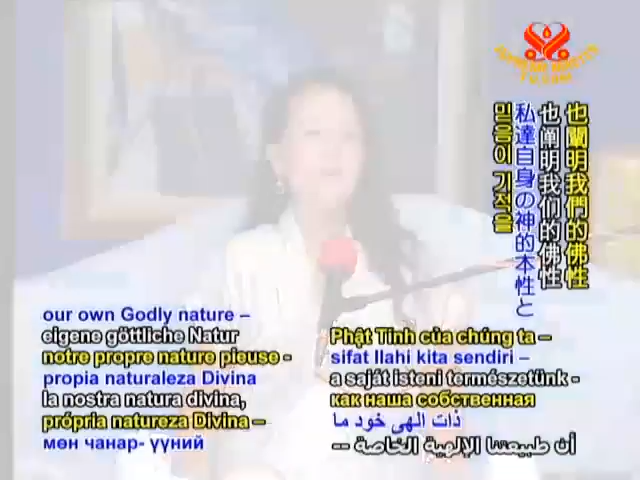 SUPREME MASTER
TV.COM
也闡明我們的佛性
也阐明我们的佛性
私達自身の神的本性と
믿음이 기적을
our own Godly nature –
eigene göttliche Natur
notre propre nature pieuse -
propia naturaleza Divina
la nostra natura divina,
própria natureza Divina –
мөн чанар- үүний
Phật Tính của chúng ta –
sifat Ilahi kita sendiri –
a saját isteni természetünk -
как наша собственная
ذات الهی خود ما
أن طبيعتنا الإلهية الخاصة --